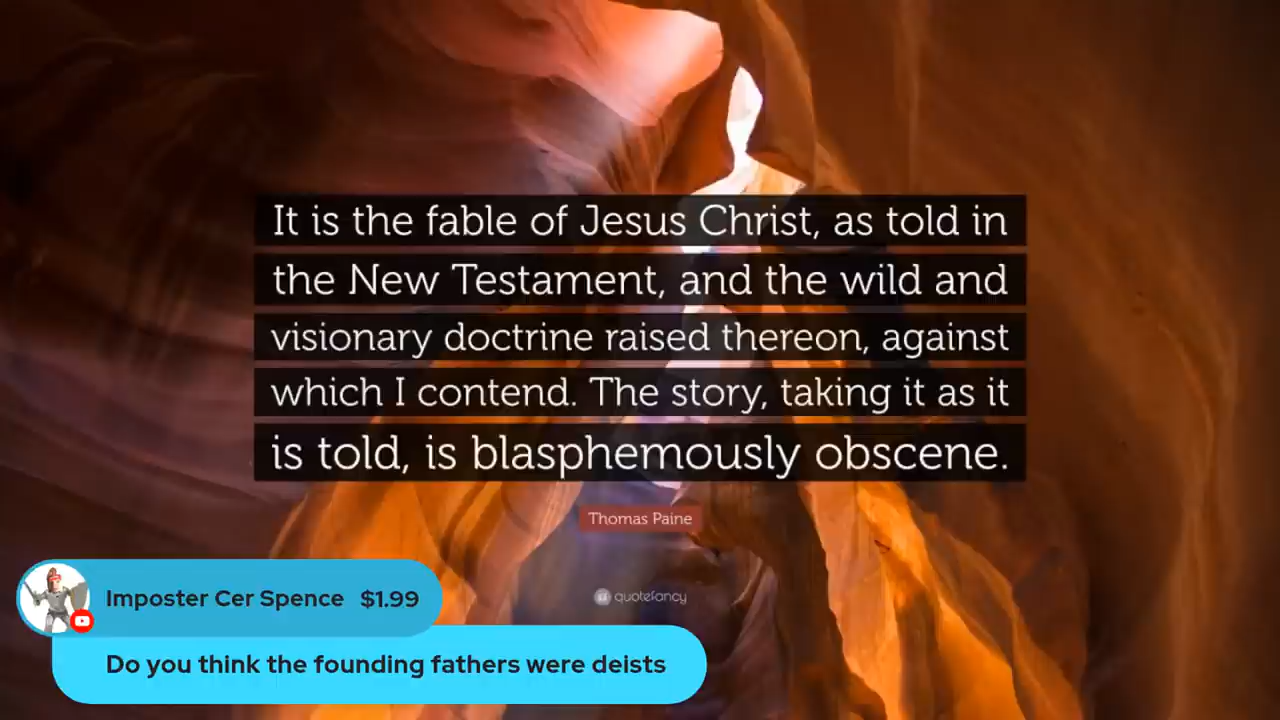 It is the fable of Jesus Christ, as told in
the New Testament, and the wild and
visionary doctrine raised thereon, against
which I contend. The story, taking it as it
is told, is blasphemously obscene.
Thomas Paine
quotefancy
Imposter Cer Spence $1.99
Do you think the founding fathers were deists